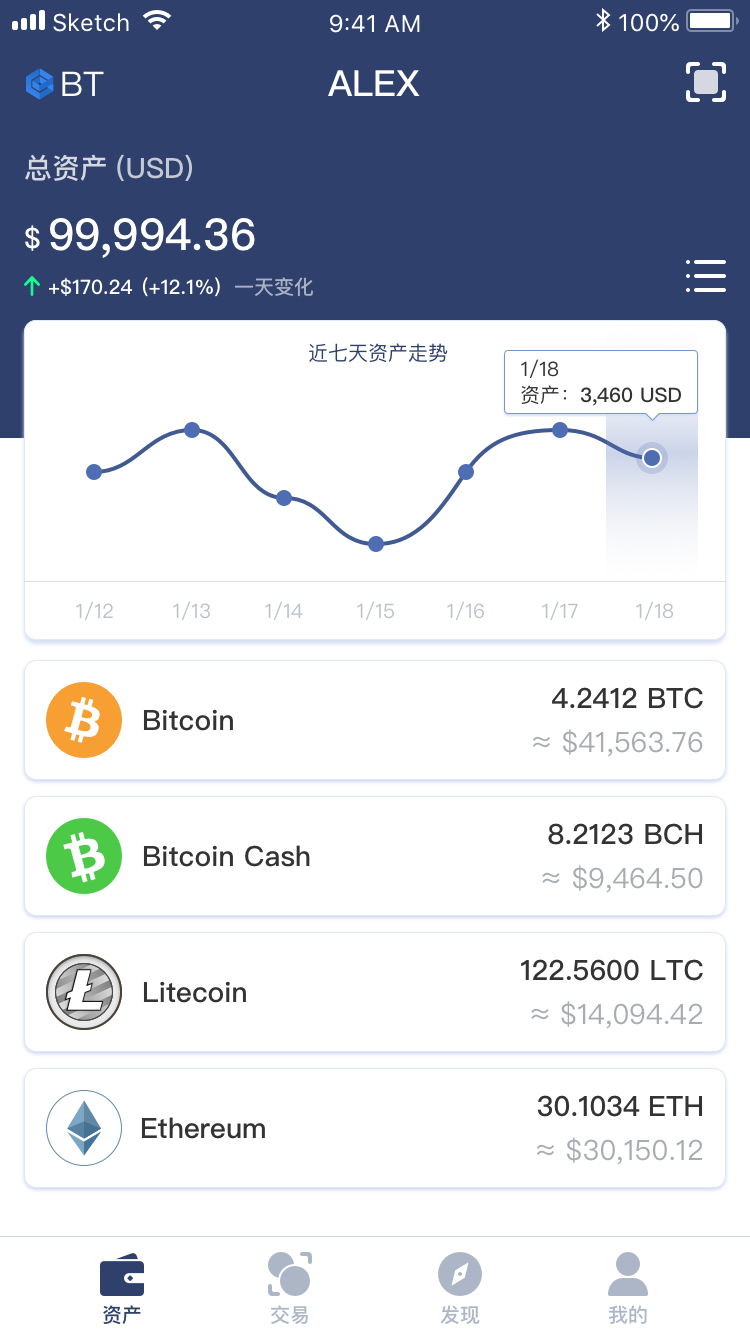 Sketch 9:41 AM 100%
BT ALEX
总资产 (USD)
$ 99,994.36
+$170.24 (+12.1%) 一天变化
近七天资产走势
1/18
资产：3,460 USD
1/12 1/13 1/14 1/15 1/16 1/17 1/18
4.2412 BTC
Bitcoin
≈ $41,563.76
8.2123 BCH
Bitcoin Cash
≈ $9,464.50
122.5600 LTC
Litecoin
≈ $14,094.42
30.1034 ETH
Ethereum
≈ $30,150.12
资产 交易 发现 我的